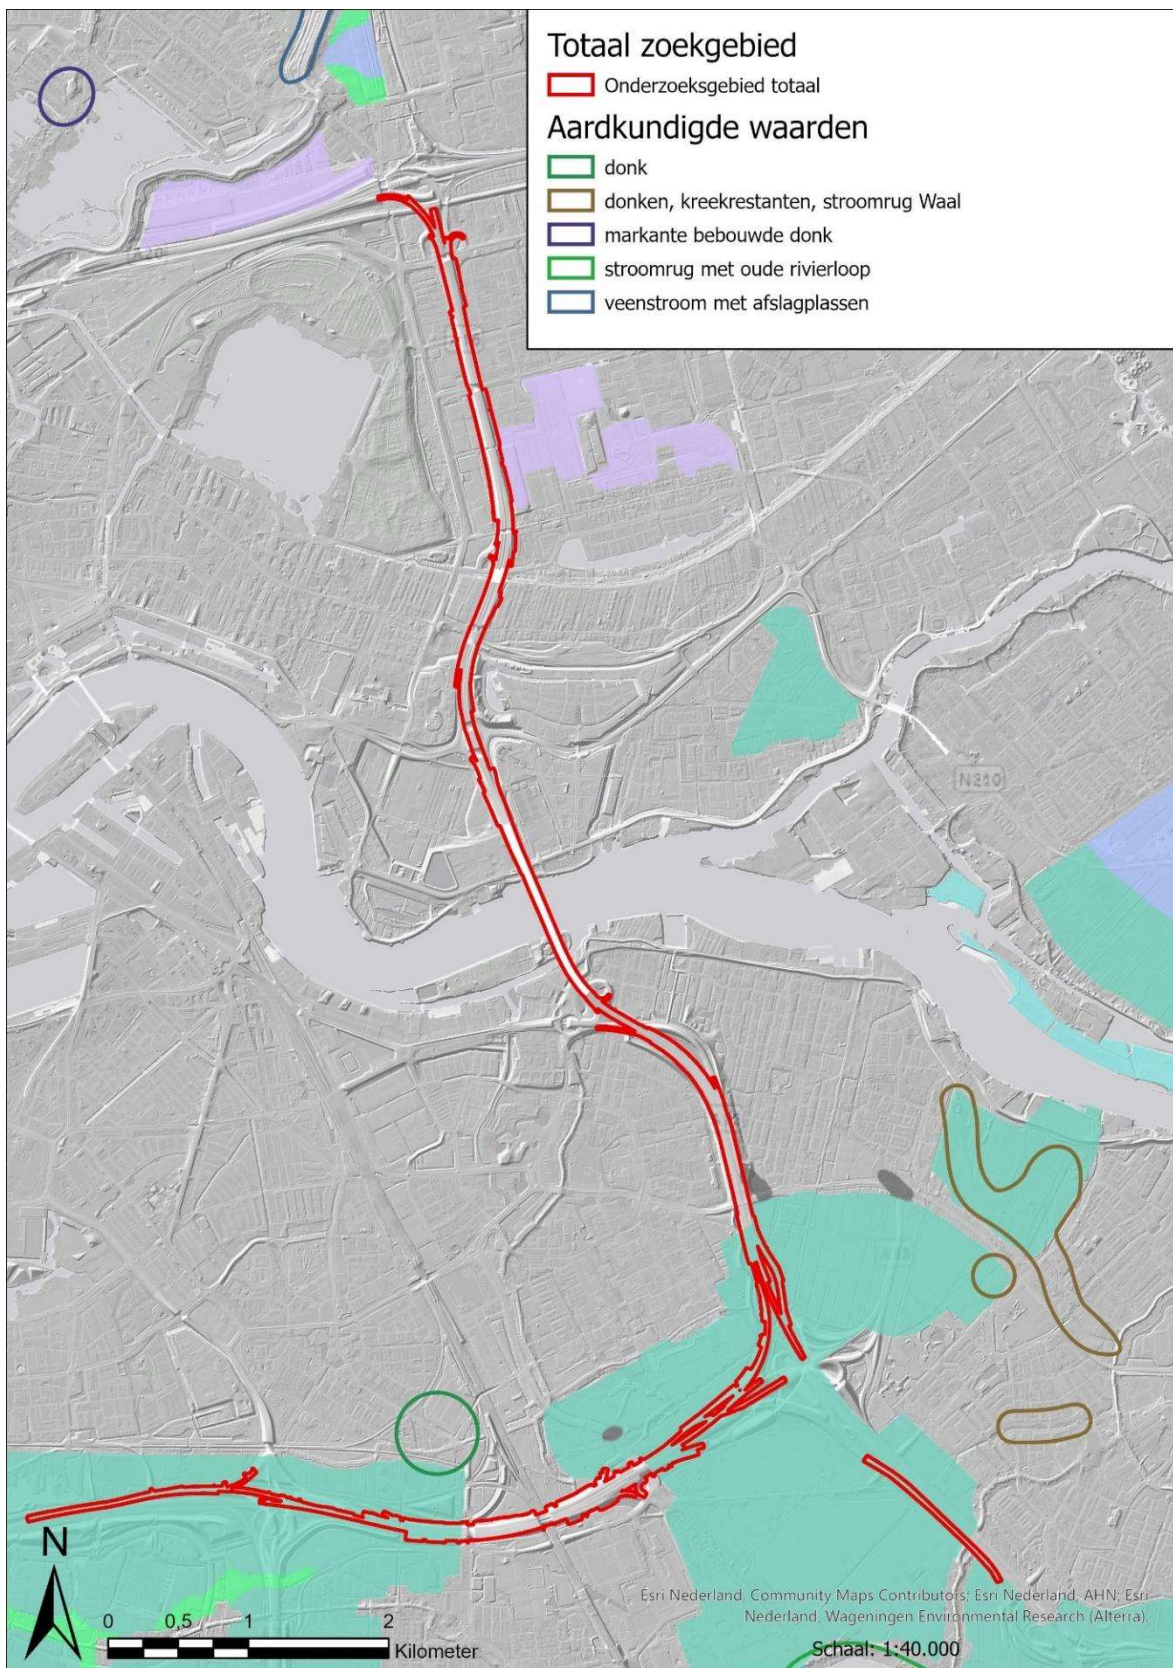 Totaal zoekgebied
Onderzoeksgebied totaal
Aardkundigde waarden
donk
donken, kreekrestanten, stroomrug Waal
markante bebouwde donk
stroomrug met oude rivierloop
veenstroom met afslagplassen
A20
N210
A38
N
0 0,5 1 2
Kilometer
Esri Nederland, Community Maps Contributors; Esri Nederland, AHN; Esri
Nederland, Wageningen Environmental Research (Alterra).
Schaal: 1:40.000